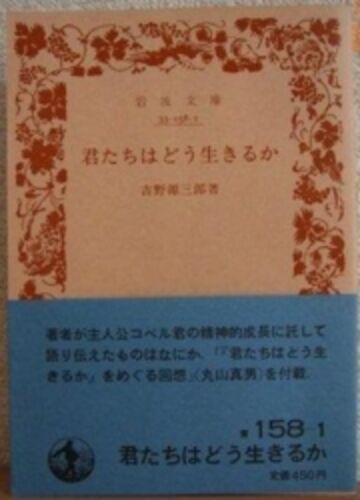 岩波文庫
33-158-1
君たちはどう生きるか
吉野源三郎著
著者が主人公コペル君の精神的成長に託して
語り伝えたものはなにか。「『君たちはどう生
きるか』をめぐる回想」(丸山真男)を付載.
青 158-1
君たちはどう生きるか
定価450円